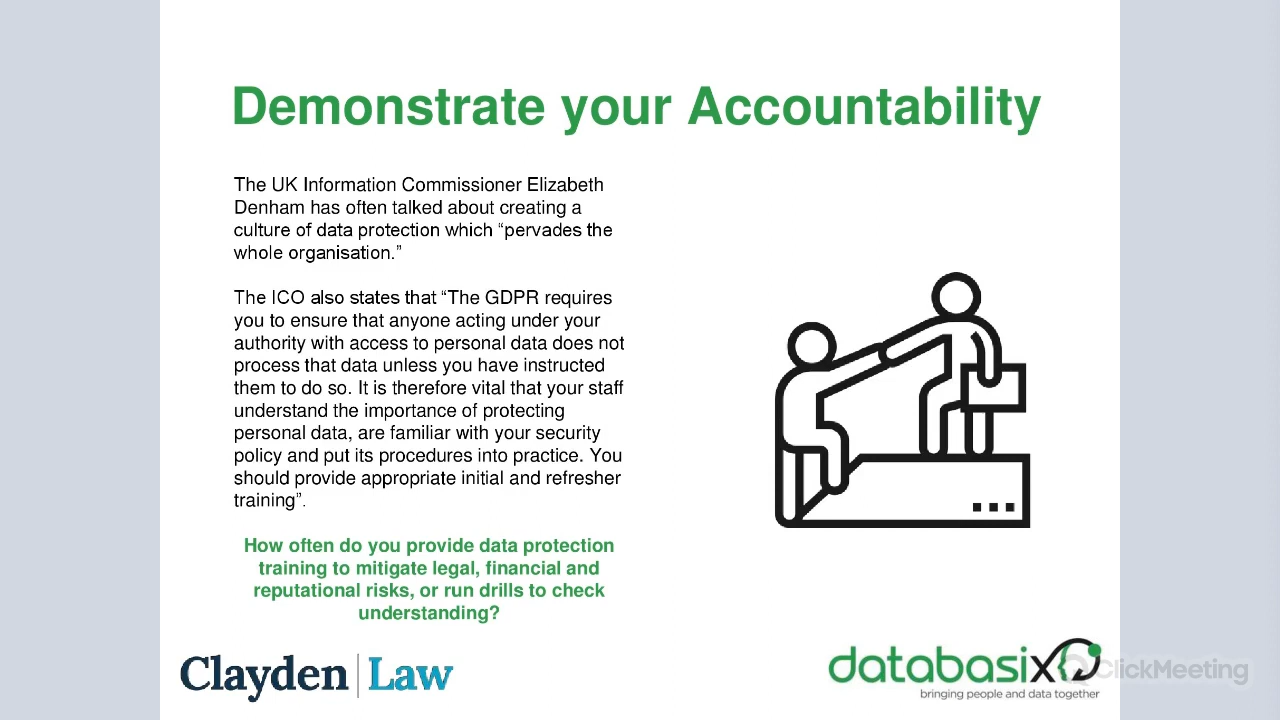 Demonstrate your Accountability
The UK Information Commissioner Elizabeth
Denham has often talked about creating a
culture of data protection which “pervades the
whole organisation.”
The ICO also states that “The GDPR requires
you to ensure that anyone acting under your
authority with access to personal data does not
process that data unless you have instructed
them to do so. It is therefore vital that your staff
understand the importance of protecting
personal data, are familiar with your security
policy and put its procedures into practice. You
should provide appropriate initial and refresher
training”.
How often do you provide data protection
training to mitigate legal, financial and
reputational risks, or run drills to check
understanding?
Clayden Law
databasix
bringing people and data together
ClickMeeting